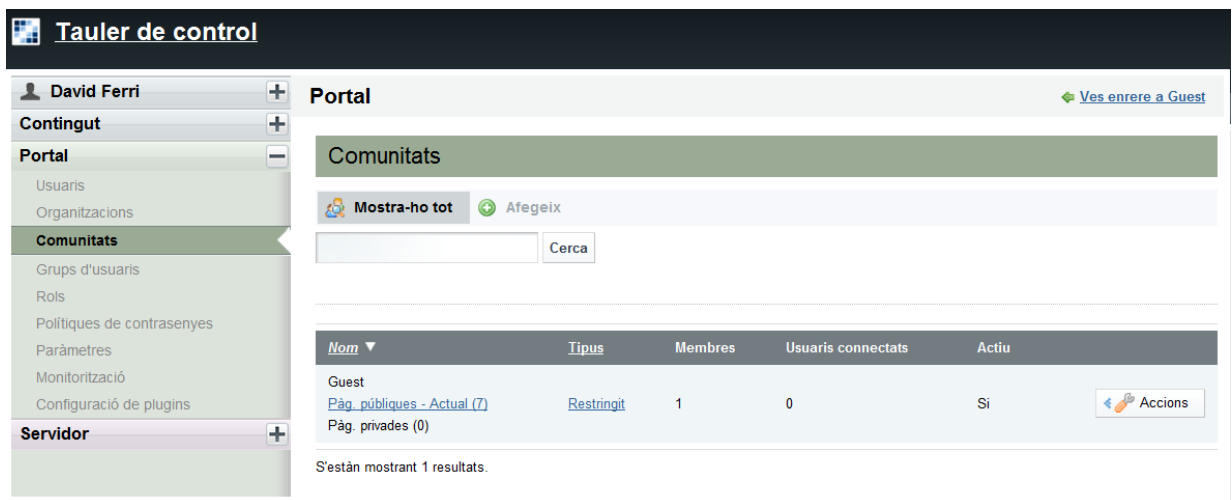 Tauler de control
David Ferri
Contingut
Portal
Usuaris
Organitzacions
Comunitats
Grups d'usuaris
Rols
Polítiques de contrasenyes
Paràmetres
Monitorització
Configuració de plugins
Servidor
Portal
Ves enrere a Guest
Comunitats
Mostra-ho tot Afegeix
Cerca
Nom ▼ Tipus Membres Usuaris connectats Actiu
Guest
Pàg. públiques - Actual (7) Restringit 1 0 Si Accions
Pàg. privades (0)
S'estàn mostrant 1 resultats.